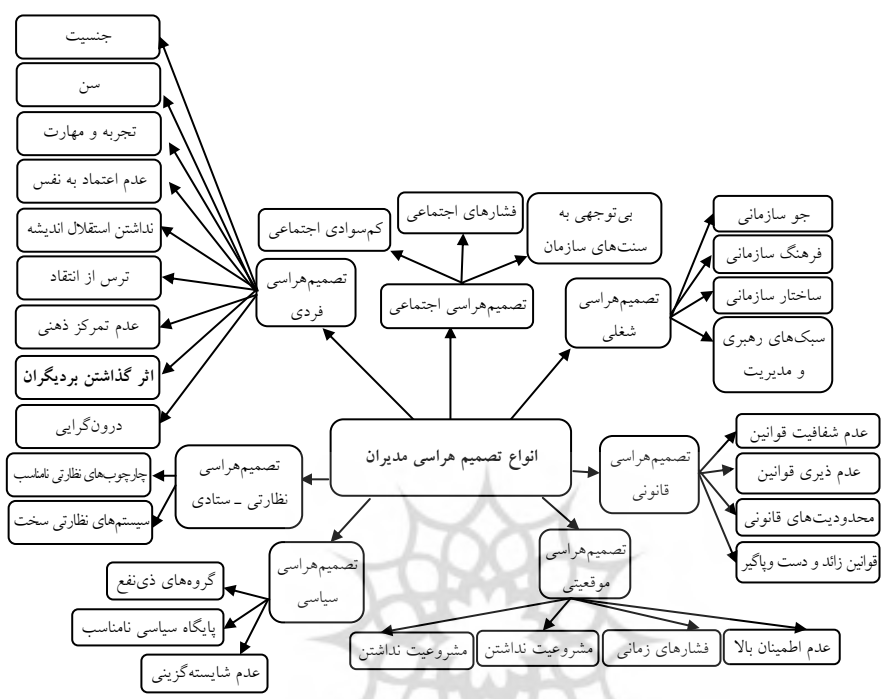 جنسیت
سن
تجربه و مهارت
عدم اعتماد به نفس
نداشتن استقلال اندیشه
ترس از انتقاد
عدم تمرکز ذهنی
اثر گذاشتن بردیگران
درون‌گرایی
تصمیم‌هراسی
فردی
کم‌سوادی اجتماعی
فشارهای اجتماعی
بی‌توجهی به
سنت‌های سازمان
تصمیم‌هراسی اجتماعی
تصمیم‌هراسی
شغلی
جو سازمانی
فرهنگ سازمانی
ساختار سازمانی
سبک‌های رهبری
و مدیریت
انواع تصمیم هراسی مدیران
تصمیم‌هراسی
قانونی
عدم شفافیت قوانین
عدم ذیری قوانین
محدودیت‌های قانونی
قوانین زائد و دست وپاگیر
تصمیم‌هراسی
نظارتی ـ ستادی
چارچوب‌های نظارتی نامناسب
سیستم‌های نظارتی سخت
تصمیم‌هراسی
سیاسی
گروه‌های ذی‌نفع
پایگاه سیاسی نامناسب
عدم شایسته‌گزینی
تصمیم‌هراسی
موقعیتی
عدم اطمینان بالا
فشارهای زمانی
مشروعیت نداشتن
مشروعیت نداشتن